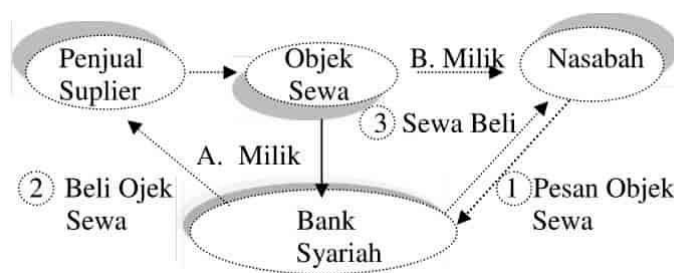 Penjual
Suplier
Objek
Sewa
B. Milik
Nasabah
3 Sewa Beli
A. Milik
2 Beli Ojek
Sewa
1 Pesan Objek
Sewa
Bank
Syariah